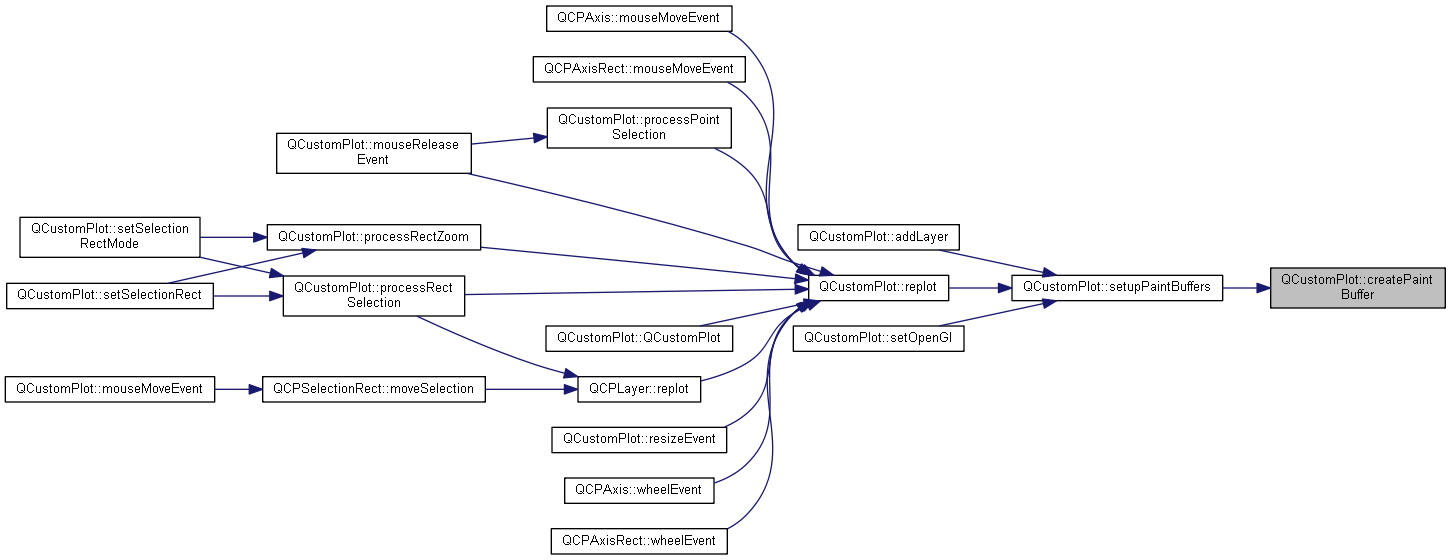 QCPAxis::mouseMoveEvent
QCPAxisRect::mouseMoveEvent
QCustomPlot::processPoint
Selection
QCustomPlot::mouseRelease
Event
QCustomPlot::setSelection
RectMode
QCustomPlot::processRectZoom
QCustomPlot::addLayer
QCustomPlot::setSelectionRect
QCustomPlot::processRect
Selection
QCustomPlot::replot
QCustomPlot::setupPaintBuffers
QCustomPlot::createPaint
Buffer
QCustomPlot::QCustomPlot
QCustomPlot::setOpenGl
QCustomPlot::mouseMoveEvent
QCPSelectionRect::moveSelection
QCPLayer::replot
QCustomPlot::resizeEvent
QCPAxis::wheelEvent
QCPAxisRect::wheelEvent